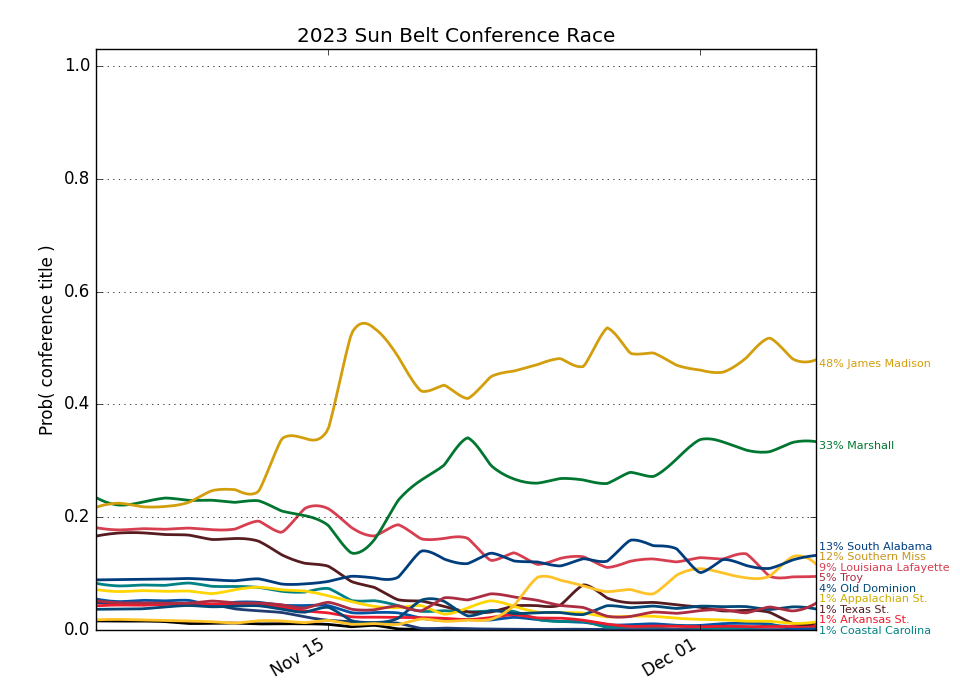 2023 Sun Belt Conference Race
Prob( conference title )
1.0
0.8
0.6
0.4
0.2
0.0
Nov 15
Dec 01
48% James Madison
33% Marshall
13% South Alabama
12% Southern Miss
9% Louisiana Lafayette
5% Troy
4% Old Dominion
1% Appalachian St.
1% Texas St.
1% Arkansas St.
1% Coastal Carolina